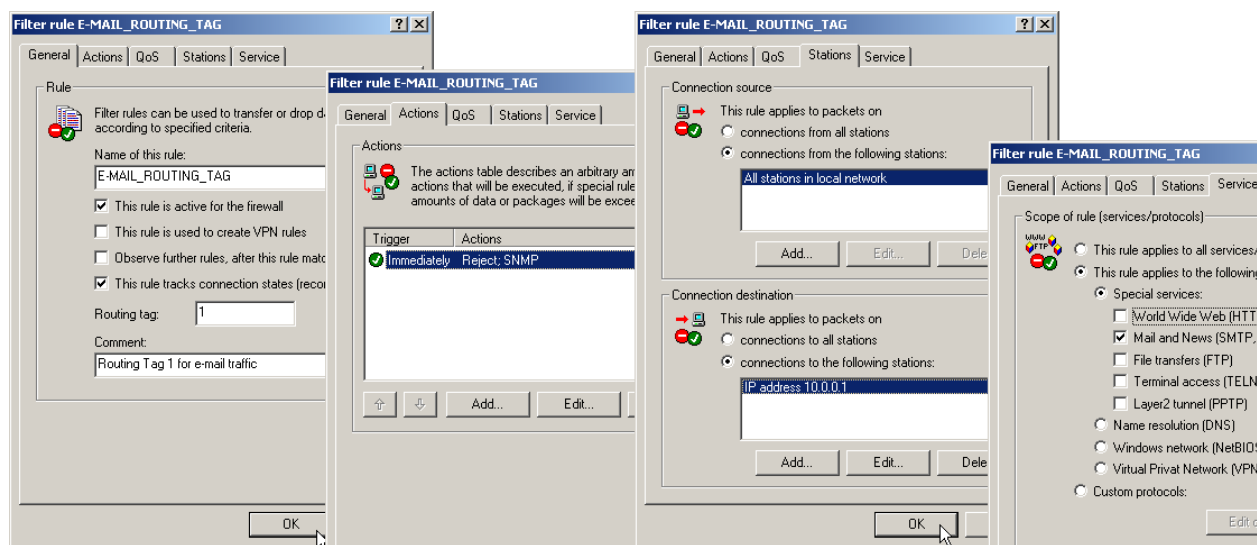 Filter rule E-MAIL_ROUTING_TAG
General Actions QoS Stations Service
Rule
Filter rules can be used to transfer or drop d
according to specified criteria.
Name of this rule:
E-MAIL_ROUTING_TAG
This rule is active for the firewall
This rule is used to create VPN rules
Observe further rules, after this rule matc
This rule tracks connection states (recor
Routing tag: 1
Comment:
Routing Tag 1 for e-mail traffic
OK
Filter rule E-MAIL_ROUTING_TAG
General Actions QoS Stations Service
Actions
The actions table describes an arbitrary am
actions that will be executed, if special rule
amounts of data or packages will be excee
Trigger Actions
Immediately Reject; SNMP
Add... Edit...
Filter rule E-MAIL_ROUTING_TAG
General Actions QoS Stations Service
Connection source
This rule applies to packets on
connections from all stations
connections from the following stations:
All stations in local network
Add... Edit... Dele
Connection destination
This rule applies to packets on
connections to all stations
connections to the following stations:
IP address 10.0.0.1
Add... Edit... Dele
OK
Filter rule E-MAIL_ROUTING_TAG
General Actions QoS Stations Service
Scope of rule (services/protocols)
WWW
FTP
This rule applies to all services/
This rule applies to the following
Special services:
World Wide Web (HTT
Mail and News (SMTP,
File transfers (FTP)
Terminal access (TELN
Layer2 tunnel (PPTP)
Name resolution (DNS)
Windows network (NetBIOS
Virtual Privat Network (VPN
Custom protocols:
Edit c